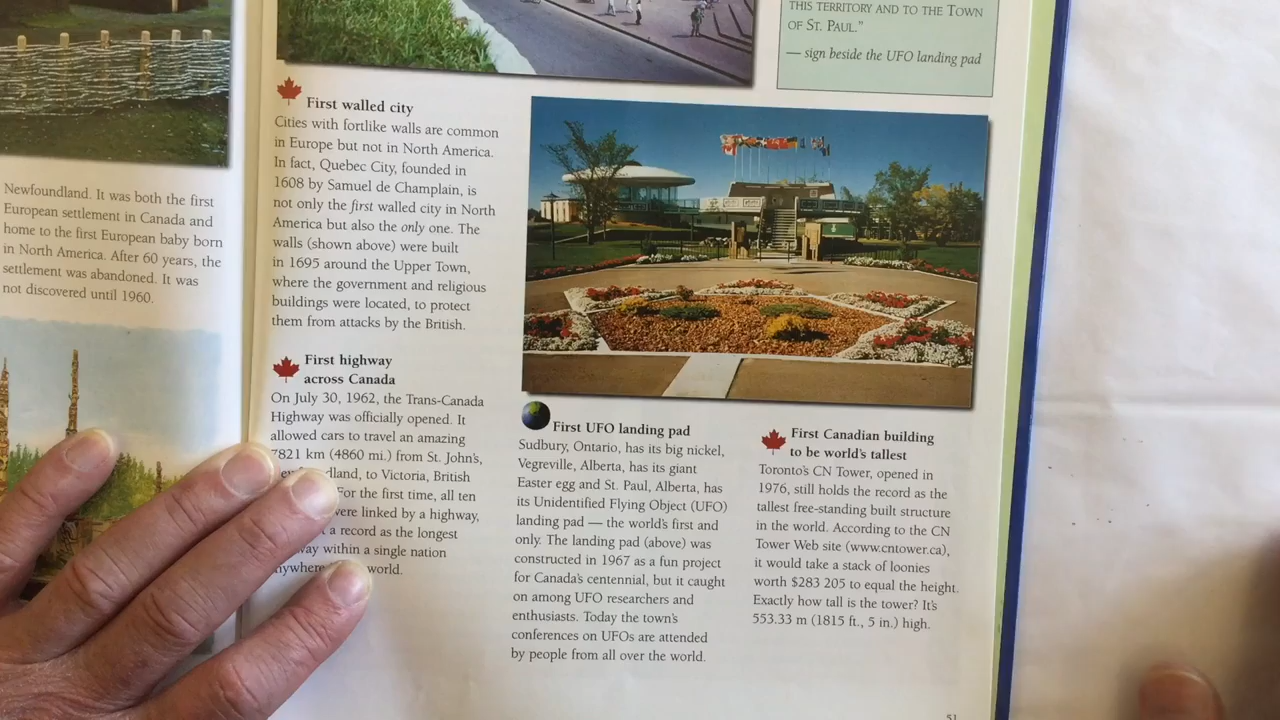 Newfoundland. It was both the first
European settlement in Canada and
home to the first European baby born
in North America. After 60 years, the
settlement was abandoned. It was
not discovered until 1960.
First walled city
Cities with fortlike walls are common
in Europe but not in North America.
In fact, Quebec City, founded in
1608 by Samuel de Champlain, is
not only the first walled city in North
America but also the only one. The
walls (shown above) were built
in 1695 around the Upper Town,
where the government and religious
buildings were located, to protect
them from attacks by the British.
First highway
across Canada
On July 30, 1962, the Trans-Canada
Highway was officially opened. It
allowed cars to travel an amazing
7821 km (4860 mi.) from St. John's,
dland, to Victoria, British
For the first time, all ten
were linked by a highway,
a record as the longest
way within a single nation
anywhere world.
THIS TERRITORY AND TO THE TOWN
OF ST. PAUL."
— sign beside the UFO landing pad
First UFO landing pad
Sudbury, Ontario, has its big nickel,
Vegreville, Alberta, has its giant
Easter egg and St. Paul, Alberta, has
its Unidentified Flying Object (UFO)
landing pad — the world's first and
only. The landing pad (above) was
constructed in 1967 as a fun project
for Canada's centennial, but it caught
on among UFO researchers and
enthusiasts. Today the town's
conferences on UFOs are attended
by people from all over the world.
First Canadian building
to be world's tallest
Toronto's CN Tower, opened in
1976, still holds the record as the
tallest free-standing built structure
in the world. According to the CN
Tower Web site (www.cntower.ca),
it would take a stack of loonies
worth $283 205 to equal the height.
Exactly how tall is the tower? It's
553.33 m (1815 ft., 5 in.) high.
51